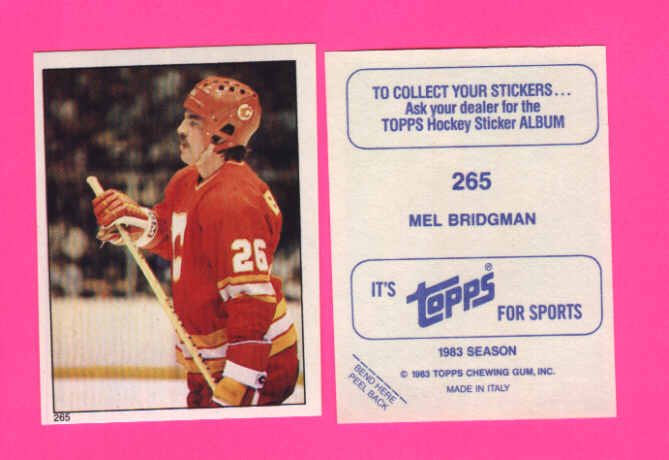 26
265
TO COLLECT YOUR STICKERS...
Ask your dealer for the
TOPPS Hockey Sticker ALBUM
265
MEL BRIDGMAN
IT'S topps® FOR SPORTS
1983 SEASON
© 1983 TOPPS CHEWING GUM, INC.
MADE IN ITALY
BEND HERE
PEEL BACK